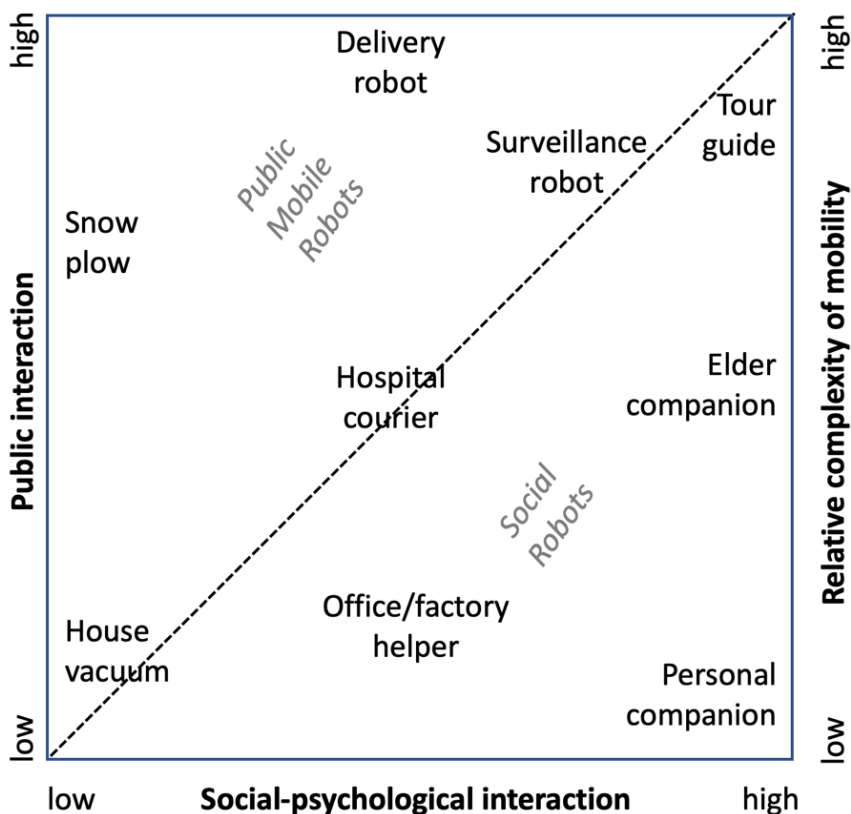 high
high
Delivery
robot
Tour
guide
Surveillance
robot
Public
Mobile
Robots
Snow
plow
Public interaction
Relative complexity of mobility
Hospital
courier
Elder
companion
Social
Robots
Office/factory
helper
House
vacuum
Personal
companion
low
low
low
Social-psychological interaction
high